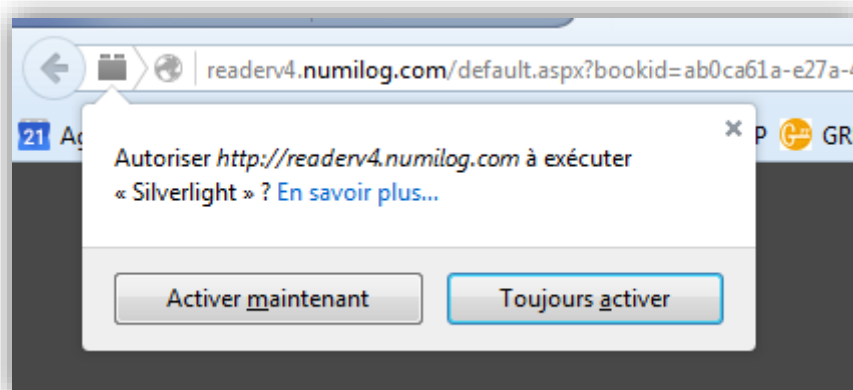 readerv4.numilog.com/default.aspx?bookid=ab0ca61a-e27a-
21 P GR
Autoriser http://readerv4.numilog.com à exécuter
« Silverlight » ? En savoir plus...
Activer maintenant Toujours activer